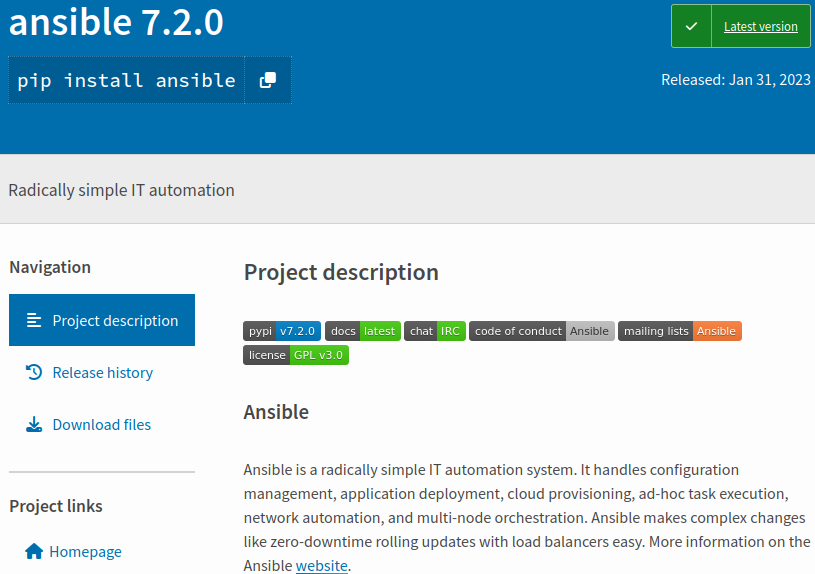 ansible 7.2.0
Latest version
pip install ansible
Released: Jan 31, 2023
Radically simple IT automation
Navigation
Project description
Release history
Download files
Project links
Homepage
Project description
pypi v7.2.0 docs latest chat IRC code of conduct Ansible mailing lists Ansible
license GPL v3.0
Ansible
Ansible is a radically simple IT automation system. It handles configuration
management, application deployment, cloud provisioning, ad-hoc task execution,
network automation, and multi-node orchestration. Ansible makes complex changes
like zero-downtime rolling updates with load balancers easy. More information on the
Ansible website.